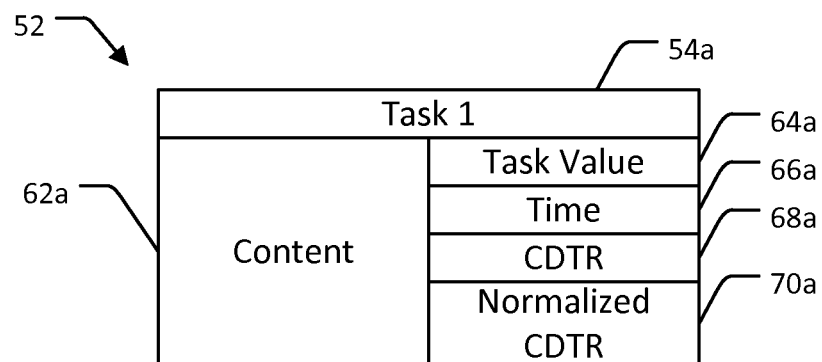 52
54a
Task 1
64a
Task Value
66a
62a
Time
68a
Content
CDTR
70a
Normalized
CDTR